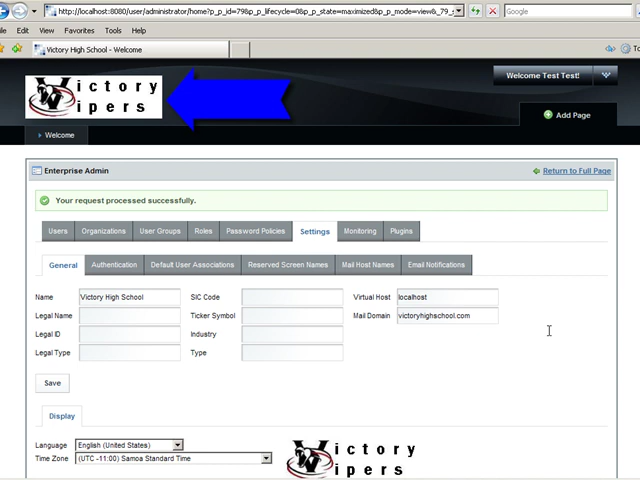 http://localhost:8080/user/administrator/home?p_p_id=79&p_p_lifecycle=0&p_p_state=maximized&p_p_mode=view&_79_
Google
Edit View Favorites Tools Help
Victory High School - Welcome
Victory
Vipers
Welcome Test Test!
Add Page
Welcome
Enterprise Admin
Return to Full Page
Your request processed successfully.
Users Organizations User Groups Roles Password Policies Settings Monitoring Plugins
General Authentication Default User Associations Reserved Screen Names Mail Host Names Email Notifications
Name Victory High School SIC Code Virtual Host localhost
Legal Name Ticker Symbol Mail Domain victoryhighschool.com
Legal ID Industry
Legal Type Type
Save
Display
Language English (United States)
Time Zone (UTC -11:00) Samoa Standard Time
Victory
Vipers